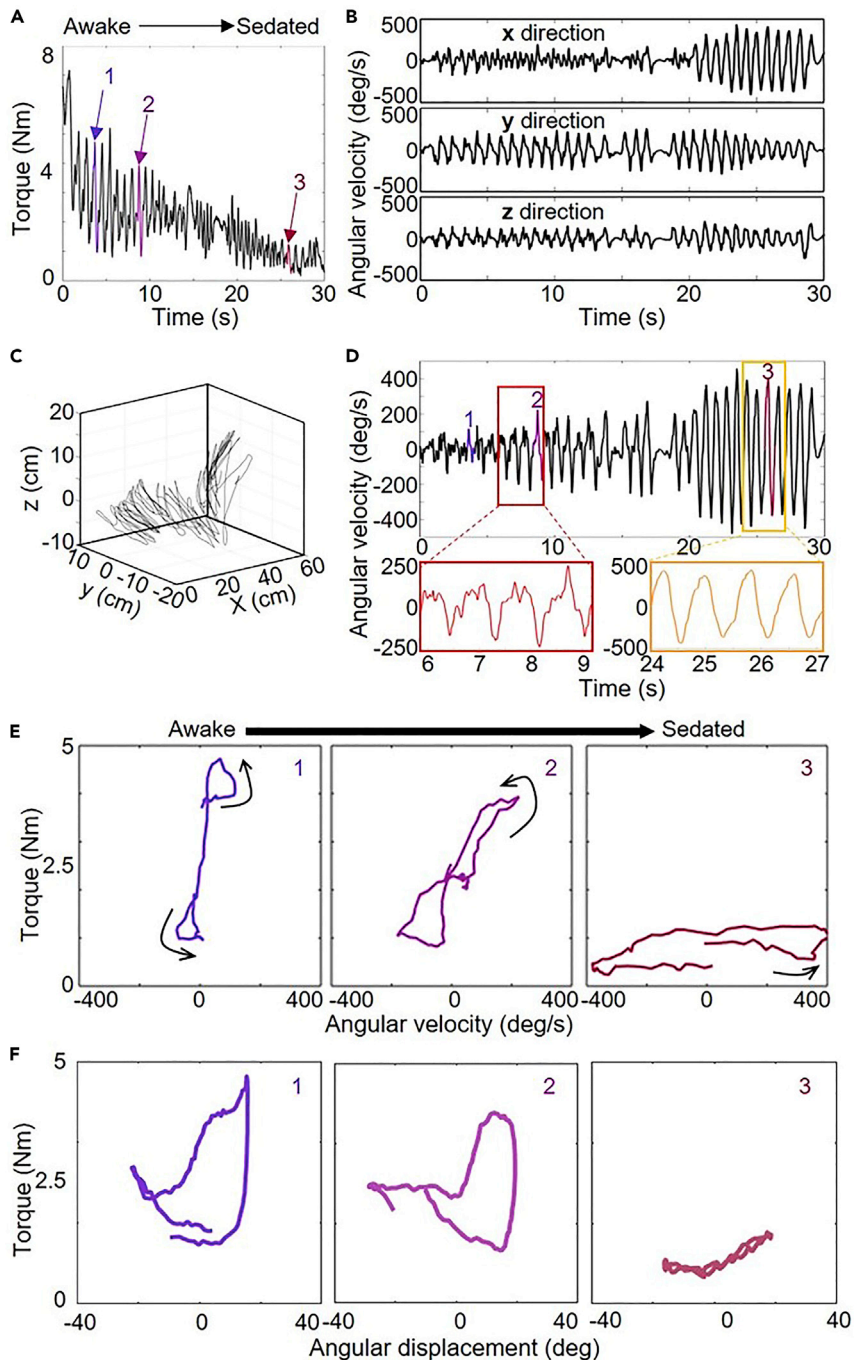 A
Awake
Sedated
8
4
0
Torque (Nm)
1
2
3
0 10 20 30
Time (s)
B
500
0
-500
x direction
500
0
-500
y direction
500
0
-500
z direction
Angular velocity (deg/s)
0 10 20 30
Time (s)
C
20
10
0
-10
z (cm)
10 0 -10 -20
y (cm)
0 20 40 60
X (cm)
D
400
200
0
-200
-400
Angular velocity (deg/s)
1
2
3
0 10 20 30
250
0
-250
6 7 8 9
500
0
-500
24 25 26 27
Angular velocity (deg/s)
Time (s)
E
Awake
Sedated
5
2.5
0
Torque (Nm)
1
2
3
-400 0 400
-400 0 400
-400 0 400
Angular velocity (deg/s)
F
5
2.5
0
Torque (Nm)
1
2
3
-40 0 40
-40 0 40
-40 0 40
Angular displacement (deg)